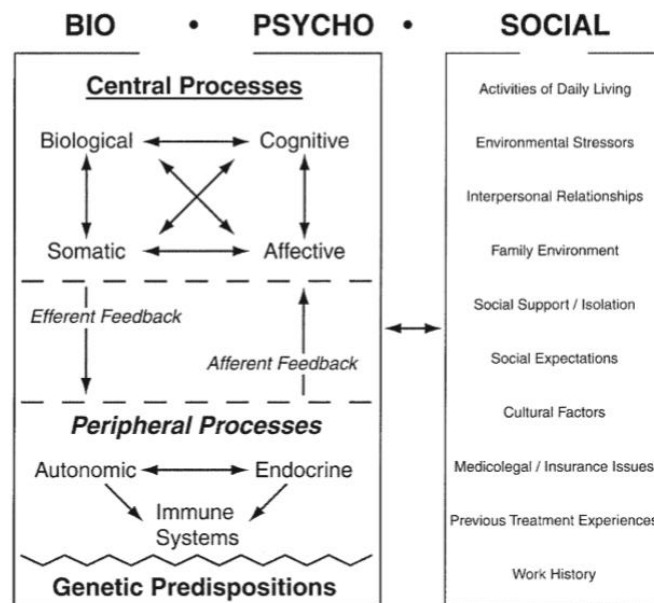 BIO • PSYCHO • SOCIAL
Central Processes
Biological Cognitive
Somatic Affective
Efferent Feedback
Afferent Feedback
Peripheral Processes
Autonomic Endocrine
Immune
Systems
Genetic Predispositions
Activities of Daily Living
Environmental Stressors
Interpersonal Relationships
Family Environment
Social Support / Isolation
Social Expectations
Cultural Factors
Medicolegal / Insurance Issues
Previous Treatment Experiences
Work History